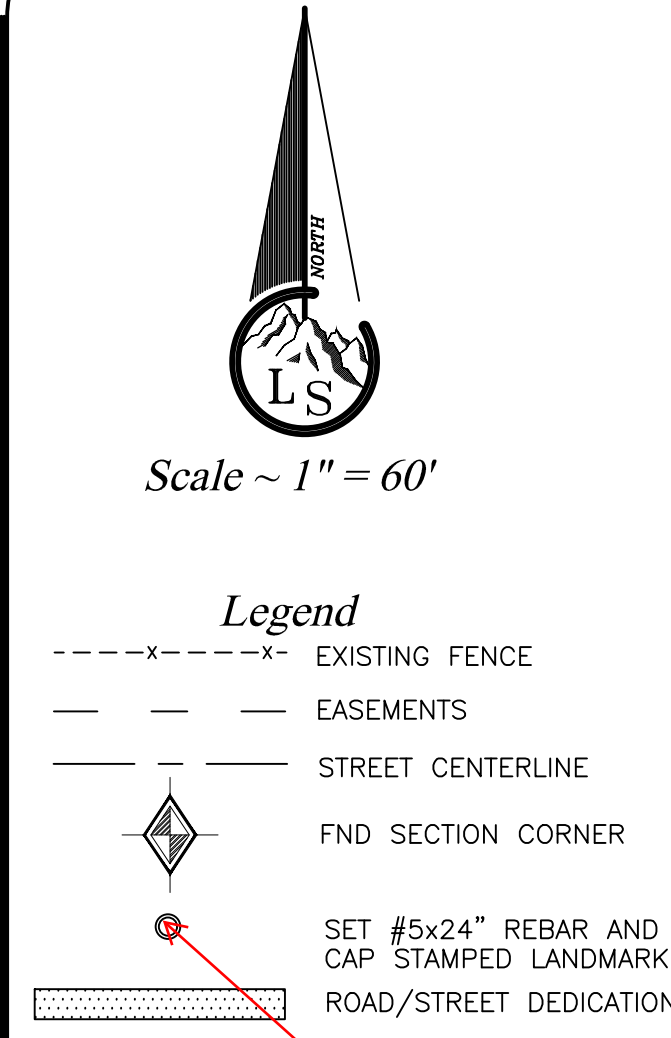 NORTH
L S
Scale ~ 1" = 60'
Legend
x x EXISTING FENCE
EASEMENTS
STREET CENTERLINE
FND SECTION CORNER
SET #5x24" REBAR AND
CAP STAMPED LANDMARK
ROAD/STREET DEDICATION